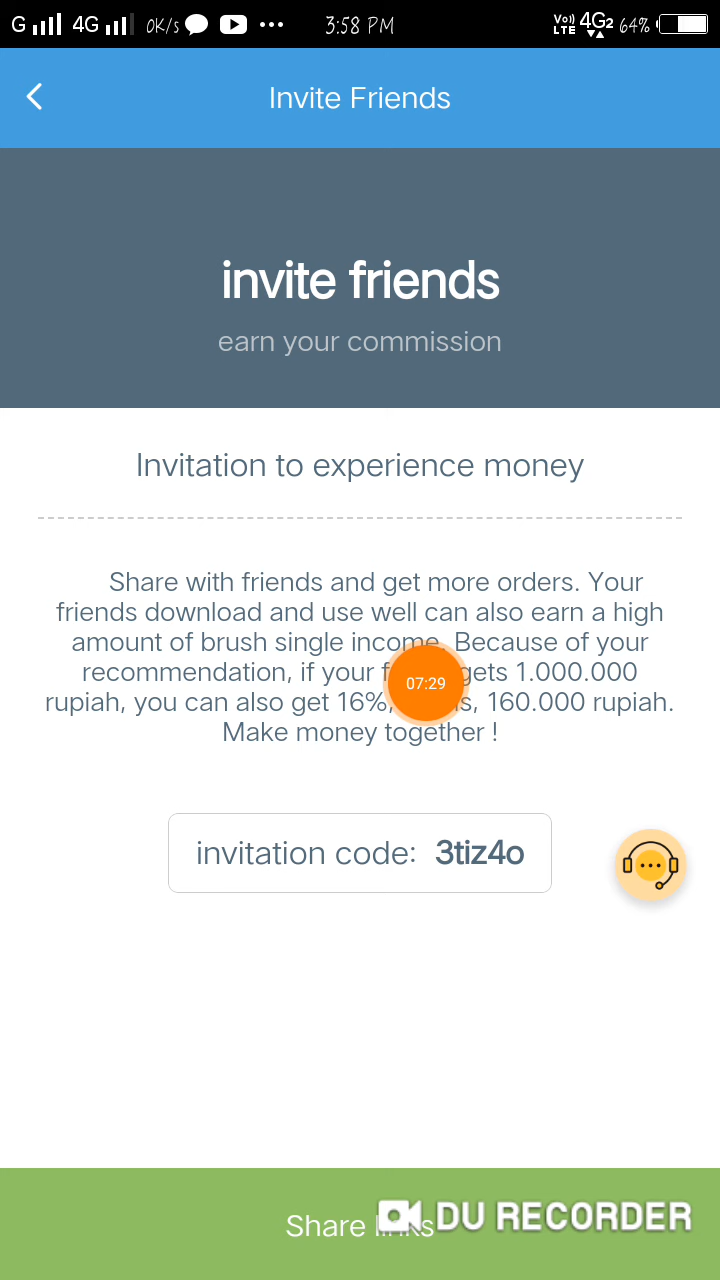 G 4G 0K/s 3:58 PM VoLTE 4G2 64%
Invite Friends
invite friends
earn your commission
Invitation to experience money
Share with friends and get more orders. Your
friends download and use well can also earn a high
amount of brush single income. Because of your
recommendation, if your gets 1.000.000
rupiah, you can also get 16%, 160.000 rupiah.
Make money together !
07:29
invitation code: 3tiz4o
Share links
DU RECORDER